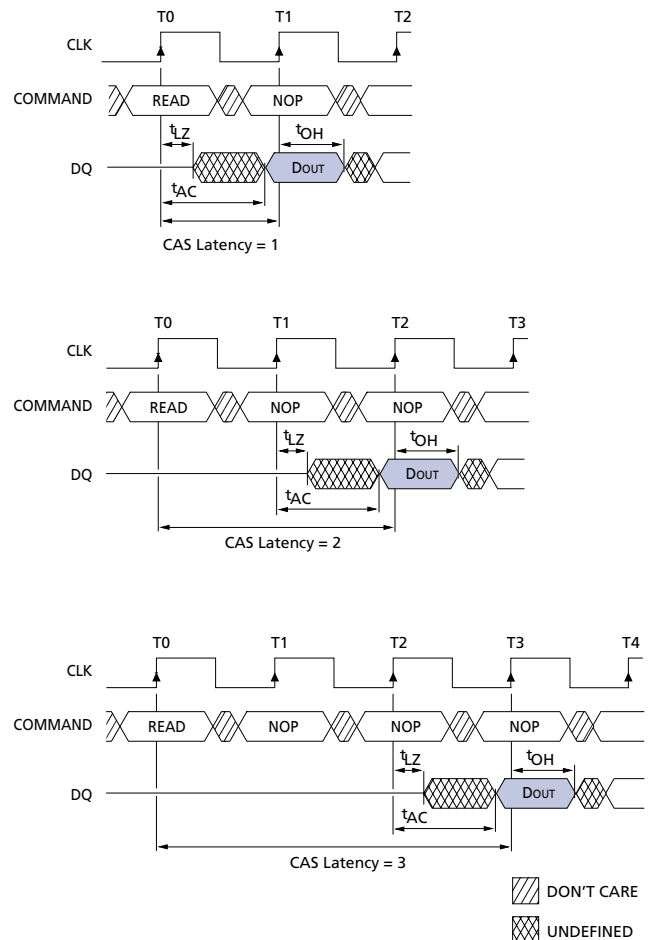 T0 T1 T2
CLK
COMMAND READ NOP
tLZ tOH
DQ DOUT
tAC
CAS Latency = 1
T0 T1 T2 T3
CLK
COMMAND READ NOP NOP
tLZ tOH
DQ DOUT
tAC
CAS Latency = 2
T0 T1 T2 T3 T4
CLK
COMMAND READ NOP NOP NOP
tLZ tOH
DQ DOUT
tAC
CAS Latency = 3
DON'T CARE
UNDEFINED